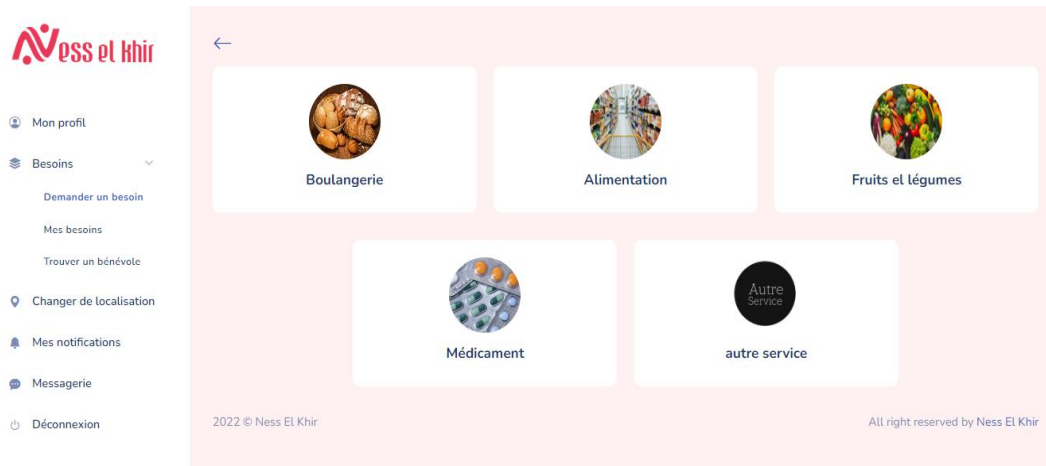 Ness el khir
Mon profil
Besoins
Demander un besoin
Mes besoins
Trouver un bénévole
Changer de localisation
Mes notifications
Messagerie
Déconnexion
←
Boulangerie
Alimentation
Fruits el légumes
Autre
Service
Médicament
autre service
2022 © Ness El Khir
All right reserved by Ness El Khir